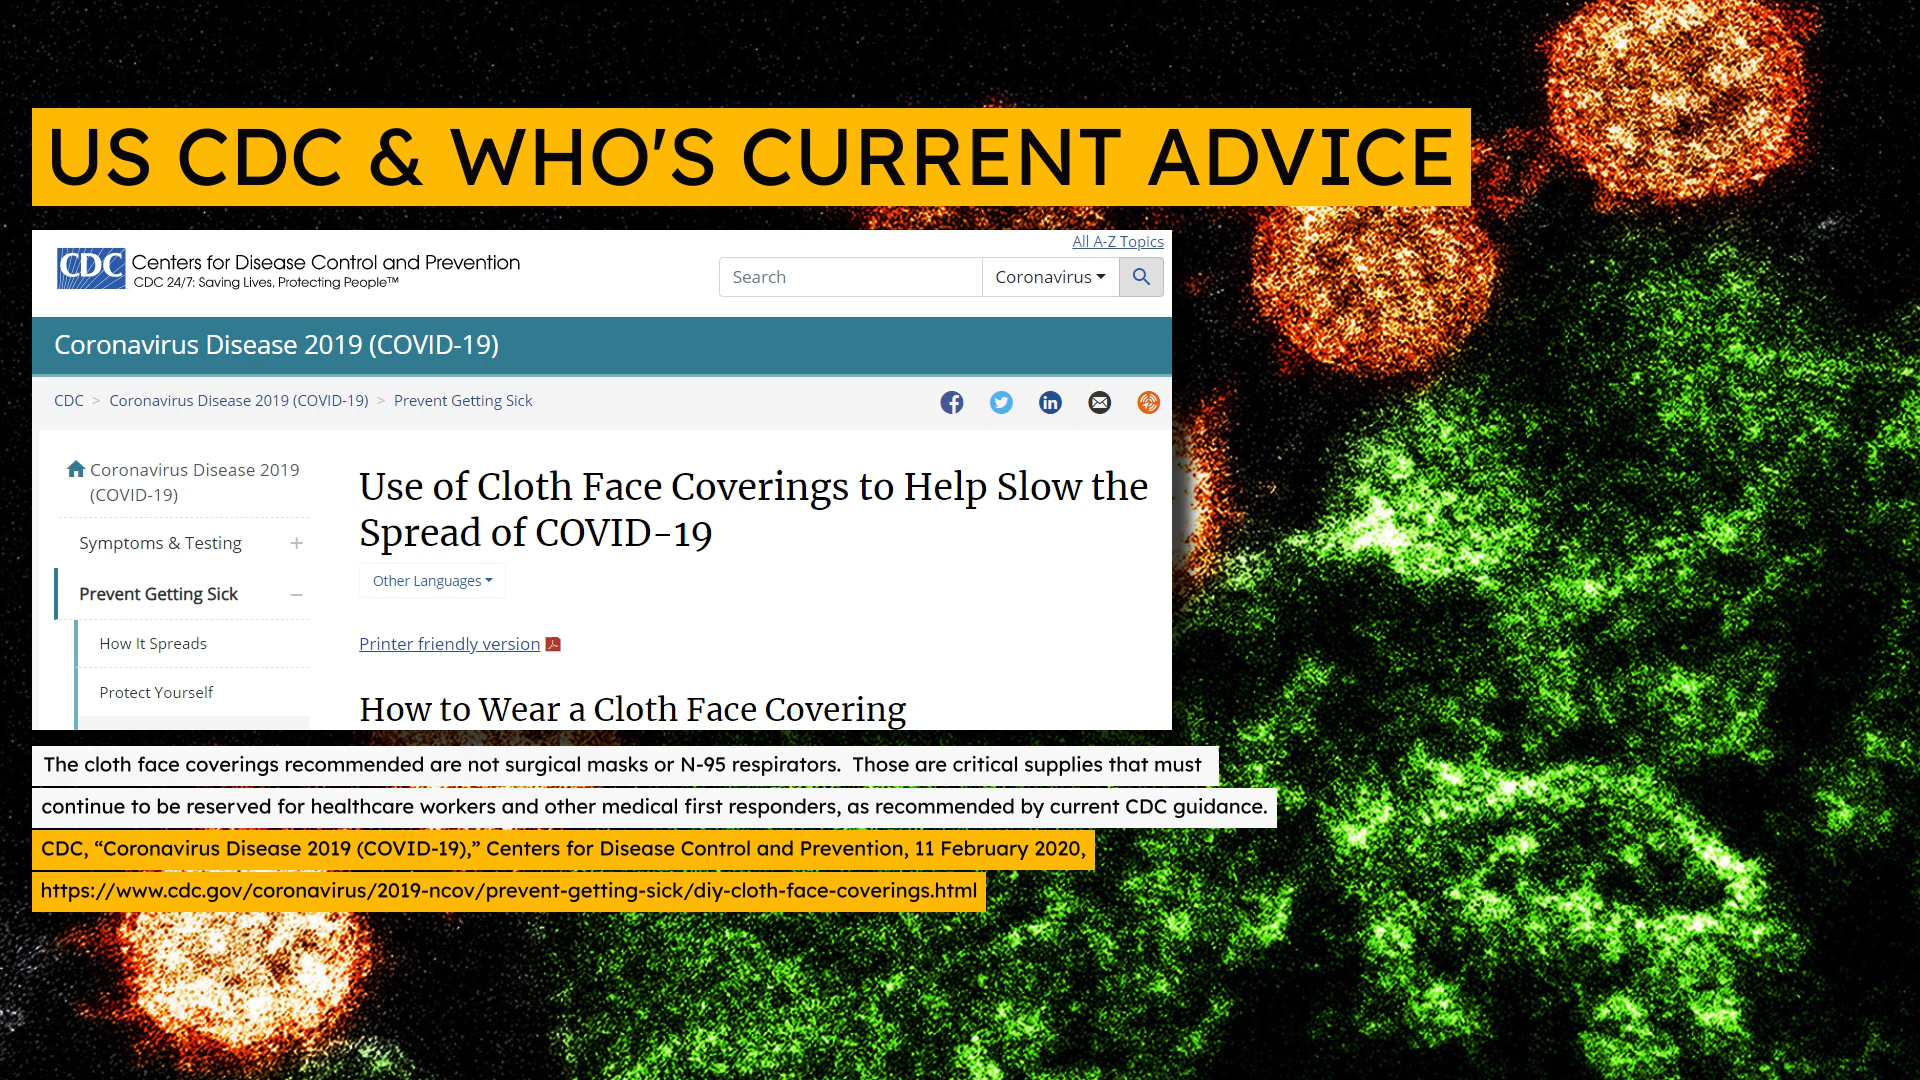 US CDC & WHO'S CURRENT ADVICE
All A-Z Topics
CDC Centers for Disease Control and Prevention
CDC 24/7: Saving Lives, Protecting People™
Search
Coronavirus
Coronavirus Disease 2019 (COVID-19)
CDC > Coronavirus Disease 2019 (COVID-19) > Prevent Getting Sick
Coronavirus Disease 2019
(COVID-19)
Symptoms & Testing
Prevent Getting Sick
How It Spreads
Protect Yourself
Use of Cloth Face Coverings to Help Slow the
Spread of COVID-19
Other Languages
Printer friendly version
How to Wear a Cloth Face Covering
The cloth face coverings recommended are not surgical masks or N-95 respirators. Those are critical supplies that must
continue to be reserved for healthcare workers and other medical first responders, as recommended by current CDC guidance.
CDC, “Coronavirus Disease 2019 (COVID-19),” Centers for Disease Control and Prevention, 11 February 2020,
https://www.cdc.gov/coronavirus/2019-ncov/prevent-getting-sick/diy-cloth-face-coverings.html